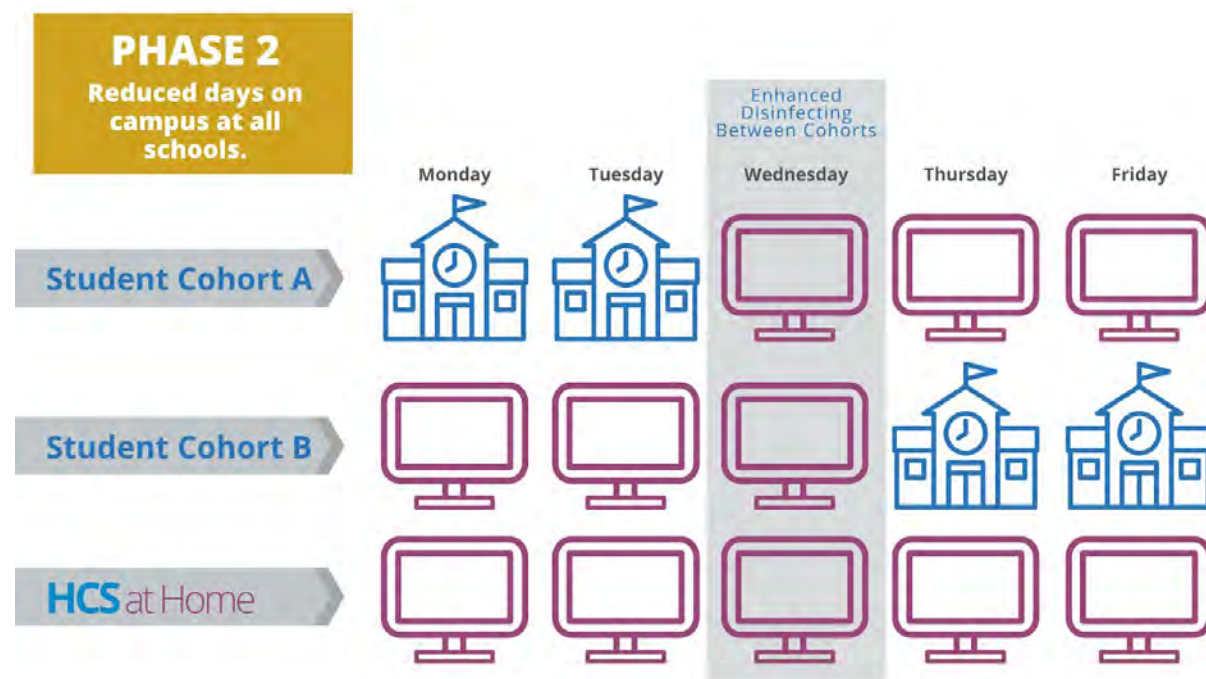 PHASE 2
Reduced days on
campus at all
schools.
Enhanced
Disinfecting
Between Cohorts
Monday
Tuesday
Wednesday
Thursday
Friday
Student Cohort A
Student Cohort B
HCS at Home